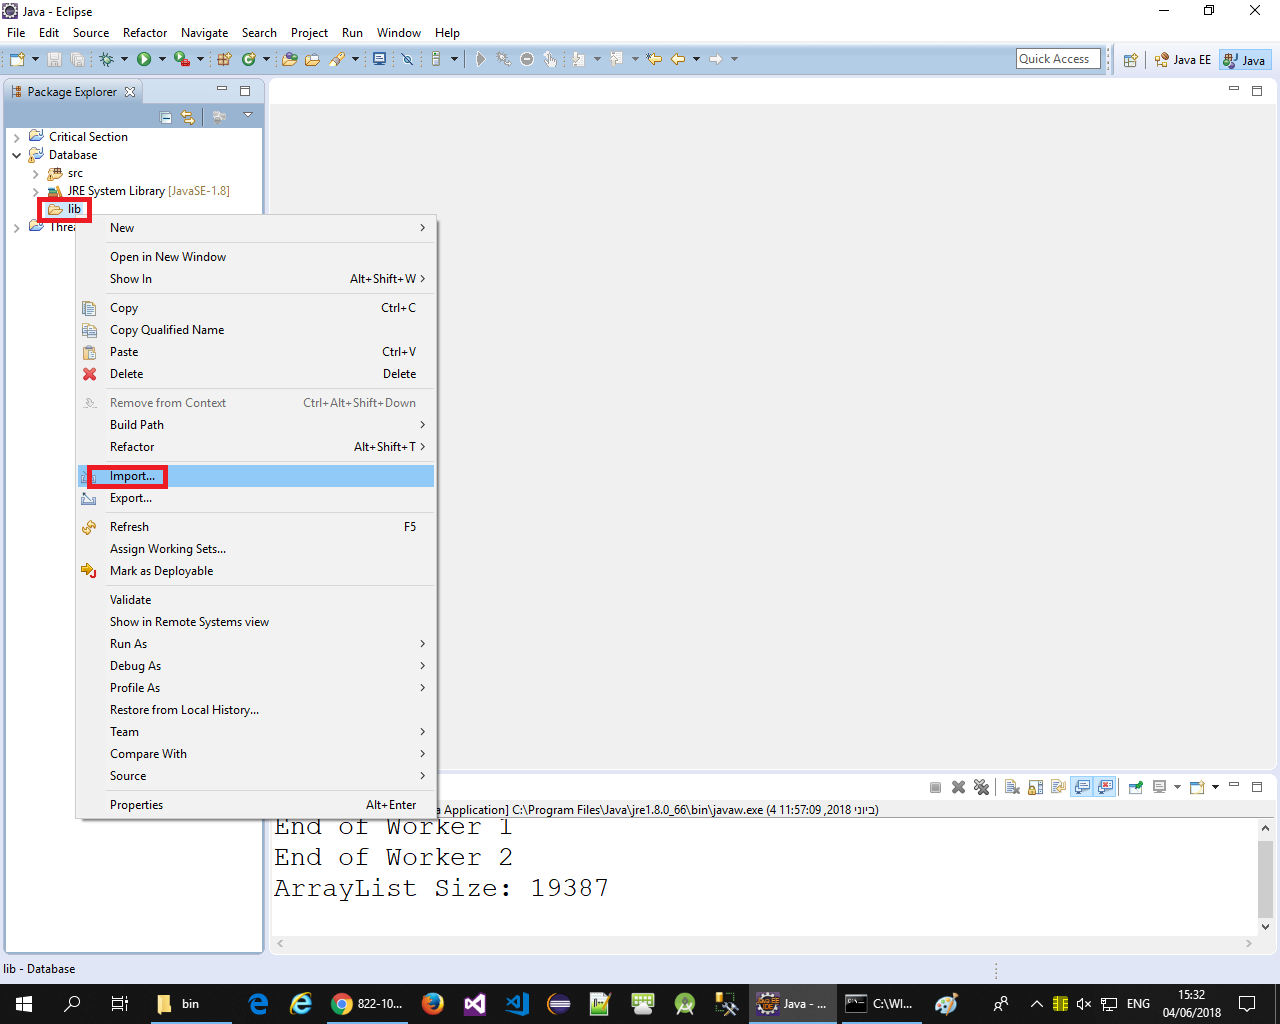 Java - Eclipse
File Edit Source Refactor Navigate Search Project Run Window Help
Quick Access Java EE Java
Package Explorer
Critical Section
Database
src
JRE System Library [JavaSE-1.8]
lib
Threa
New
Open in New Window
Show In Alt+Shift+W
Copy Ctrl+C
Copy Qualified Name
Paste Ctrl+V
Delete Delete
Remove from Context Ctrl+Alt+Shift+Down
Build Path
Refactor Alt+Shift+T
Import...
Export...
Refresh F5
Assign Working Sets...
Mark as Deployable
Validate
Show in Remote Systems view
Run As
Debug As
Profile As
Restore from Local History...
Team
Compare With
Source
Properties Alt+Enter
a Application] C:\Program Files\Java\jre1.8.0_66\bin\javaw.exe (4 ביוני 2018, 11:57:09)
End of Worker 1
End of Worker 2
ArrayList Size: 19387
lib - Database
bin
822-10...
Java - ...
C:\WI...
ENG
15:32
04/06/2018